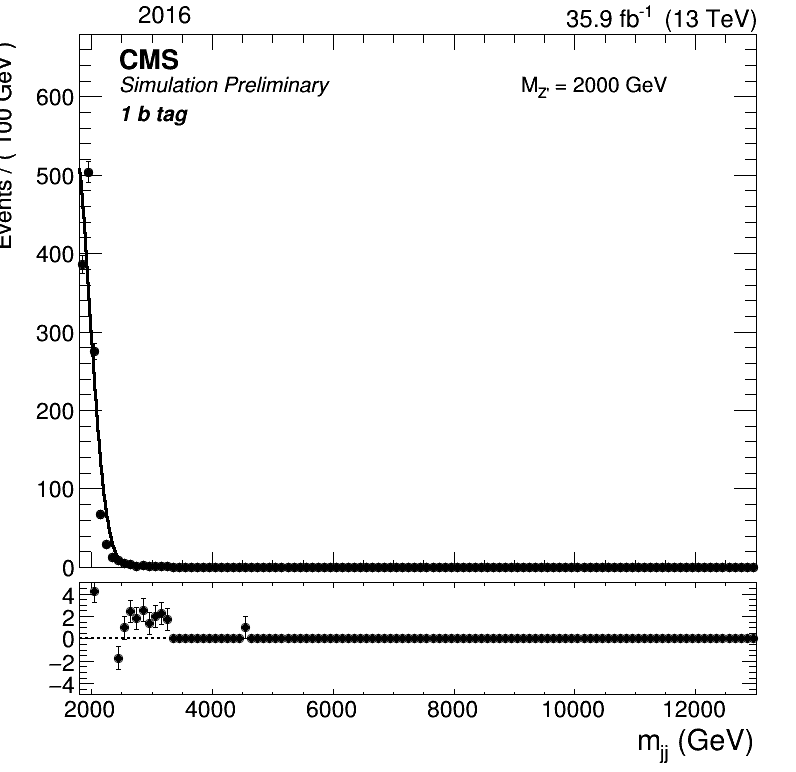 2016
35.9 fb-1 (13 TeV)
CMS
Simulation Preliminary
MZ' = 2000 GeV
1 b tag
Events / ( 100 GeV )
600
500
400
300
200
100
0
4
2
0
−2
−4
2000 4000 6000 8000 10000 12000
mjj (GeV)